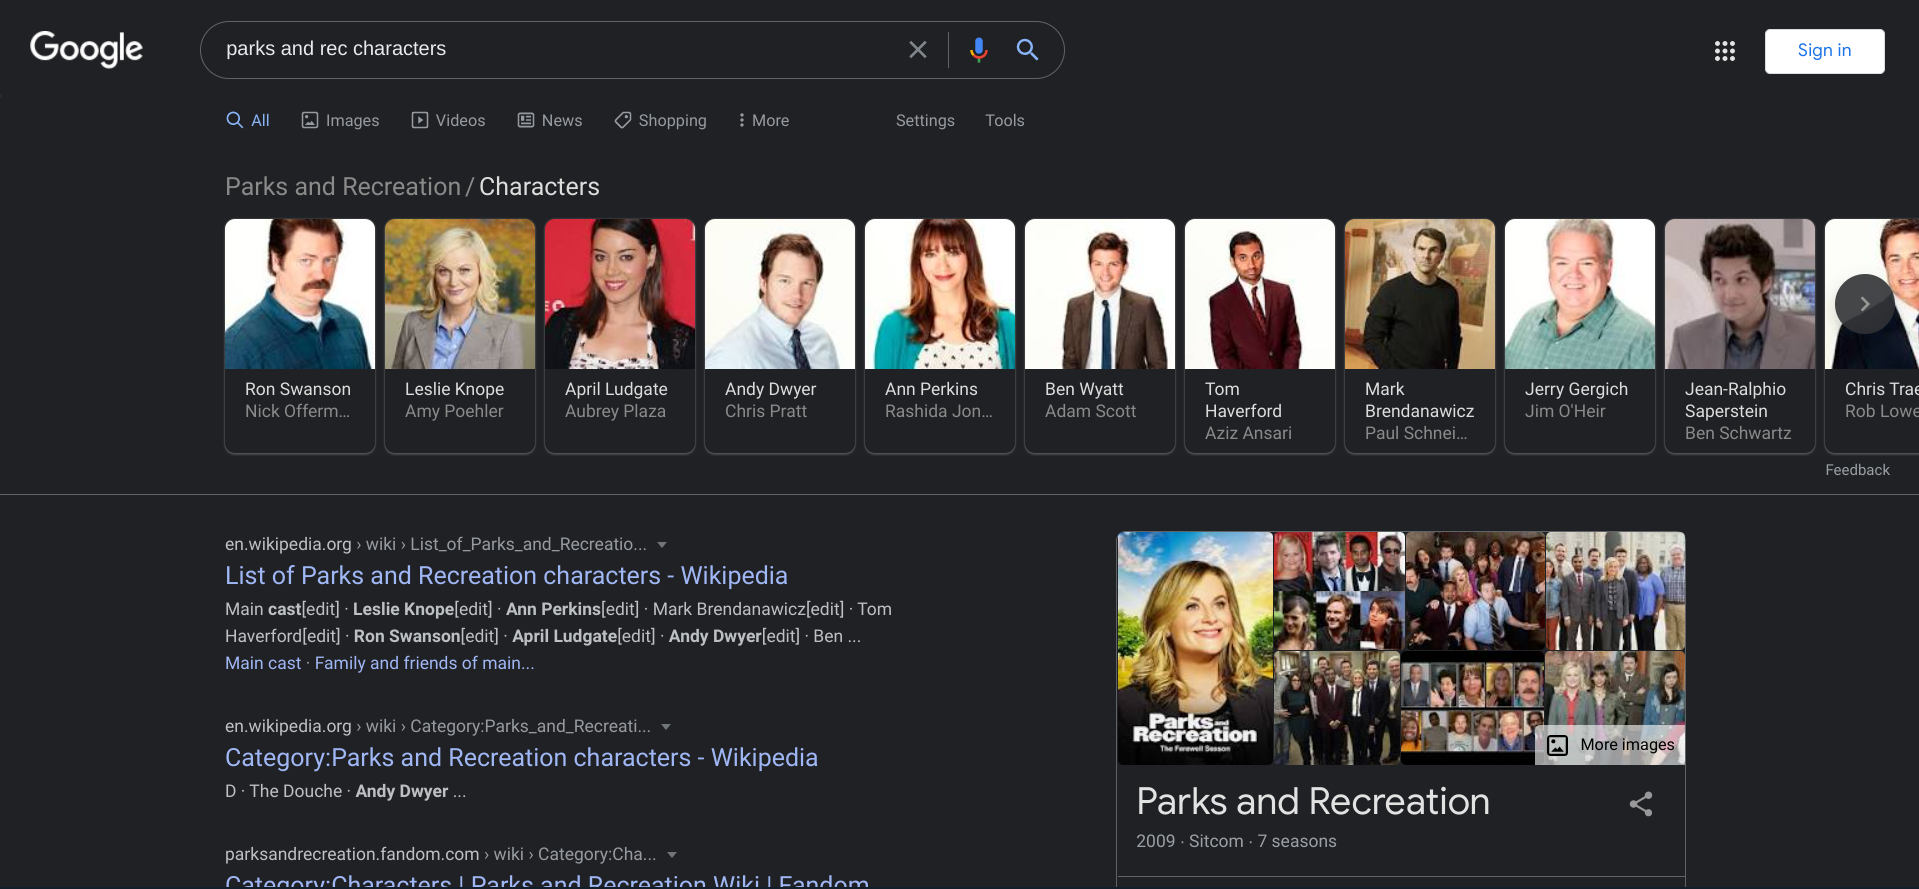 Google
parks and rec characters
Sign in
All
Images
Videos
News
Shopping
More
Settings
Tools
Parks and Recreation / Characters
Ron Swanson
Nick Offerm...
Leslie Knope
Amy Poehler
April Ludgate
Aubrey Plaza
Andy Dwyer
Chris Pratt
Ann Perkins
Rashida Jon...
Ben Wyatt
Adam Scott
Tom
Haverford
Aziz Ansari
Mark
Brendanawicz
Paul Schnei...
Jerry Gergich
Jim O'Heir
Jean-Ralphio
Saperstein
Ben Schwartz
Chris Trae
Rob Lowe
Feedback
en.wikipedia.org › wiki › List_of_Parks_and_Recreatio...
List of Parks and Recreation characters - Wikipedia
Main cast[edit] · Leslie Knope[edit] · Ann Perkins[edit] · Mark Brendanawicz[edit] · Tom
Haverford[edit] · Ron Swanson[edit] · April Ludgate[edit] · Andy Dwyer[edit] · Ben ...
Main cast · Family and friends of main...
en.wikipedia.org › wiki › Category:Parks_and_Recreati...
Category:Parks and Recreation characters - Wikipedia
D · The Douche · Andy Dwyer ...
parksandrecreation.fandom.com › wiki › Category:Cha...
Category:Characters | Parks and Recreation Wiki | Fandom
Parks and
Recreation
The Farewell Season
More images
Parks and Recreation
2009 · Sitcom · 7 seasons